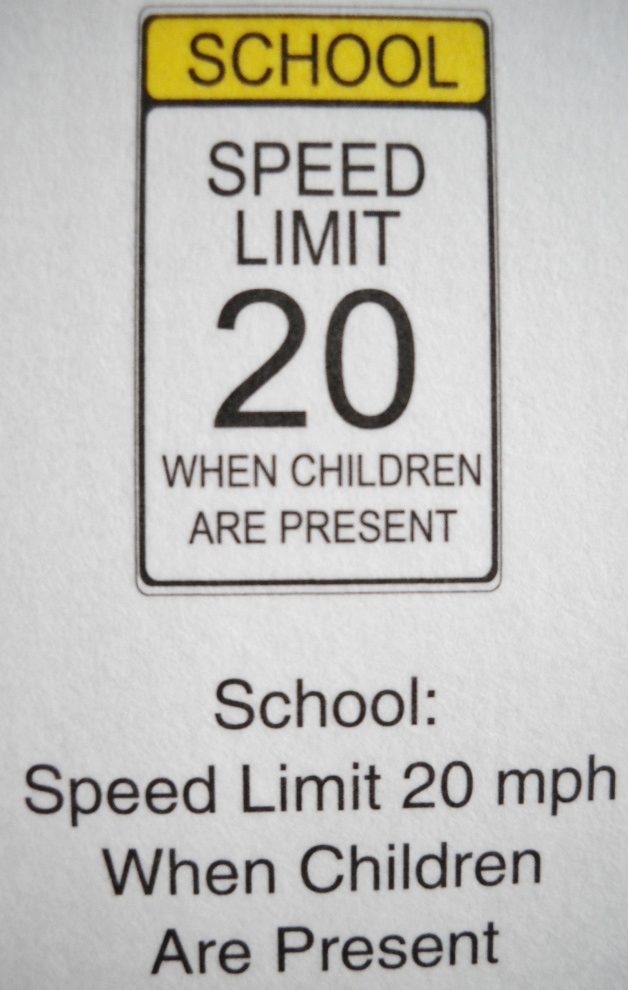 SCHOOL
SPEED
LIMIT
20
WHEN CHILDREN
ARE PRESENT
School:
Speed Limit 20 mph
When Children
Are Present